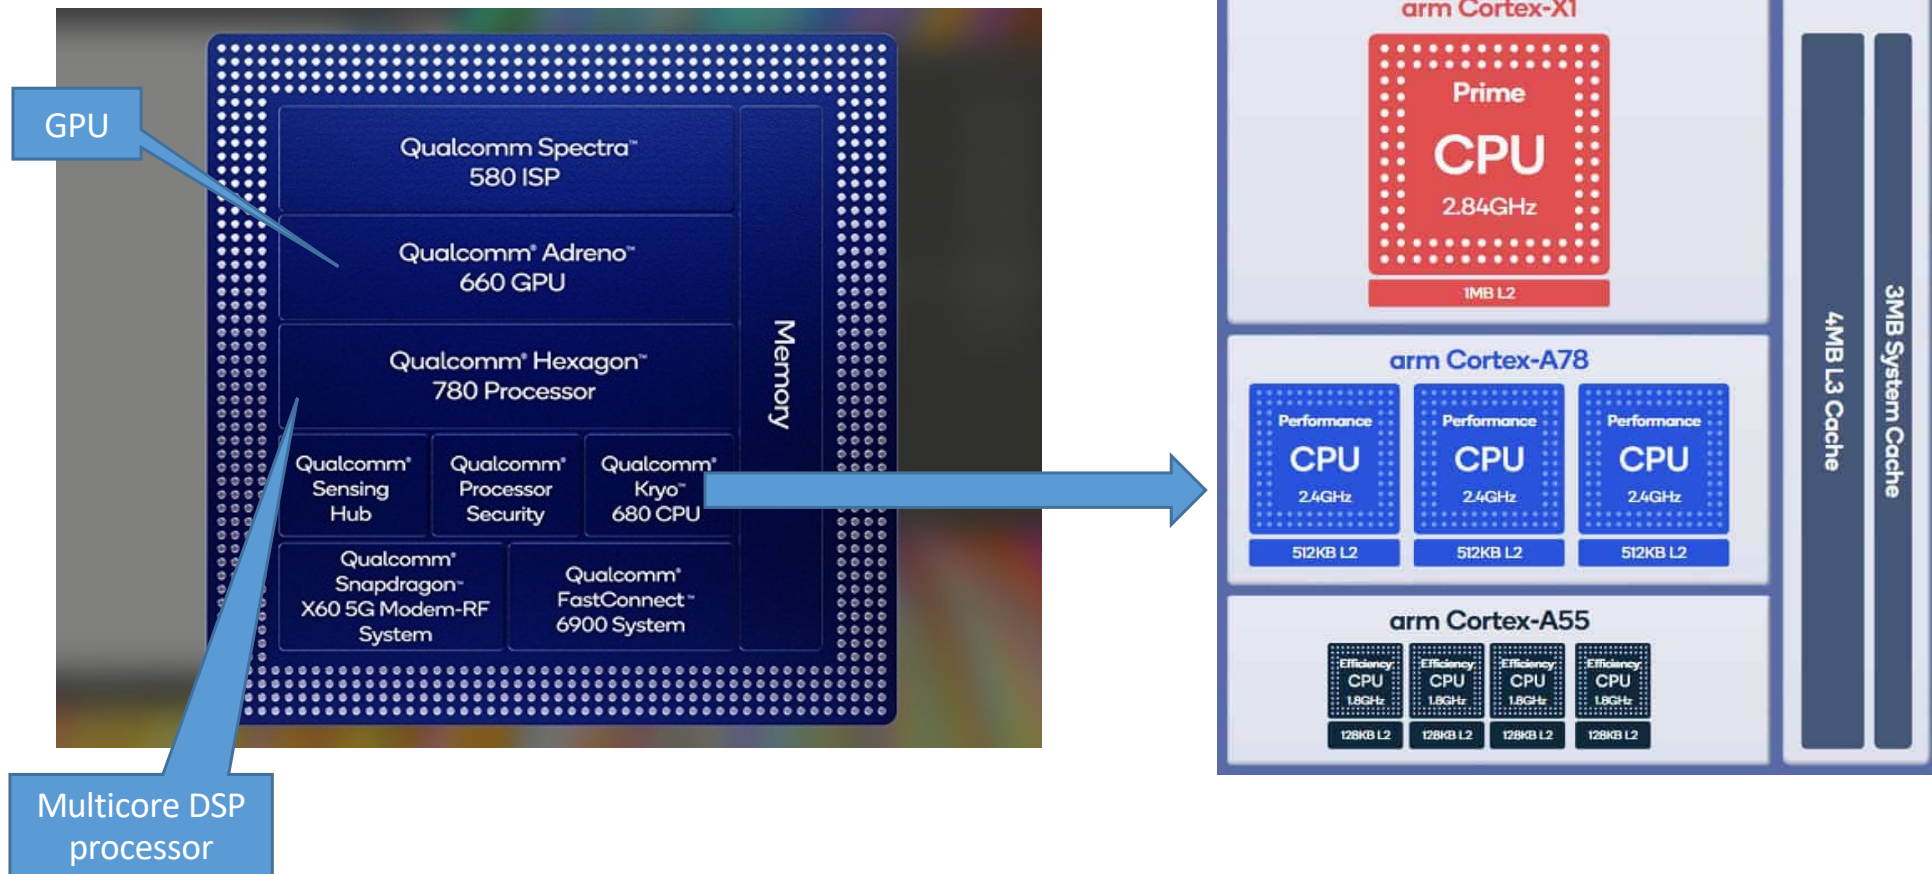 GPU
Qualcomm Spectra™
580 ISP
Qualcomm® Adreno™
660 GPU
Qualcomm® Hexagon™
780 Processor
Qualcomm®
Sensing
Hub
Qualcomm®
Processor
Security
Qualcomm®
Kryo™
680 CPU
Qualcomm®
Snapdragon™
X60 5G Modem-RF
System
Qualcomm®
FastConnect™
6900 System
Memory
Multicore DSP
processor
arm Cortex-X1
Prime
CPU
2.84GHz
1MB L2
arm Cortex-A78
Performance
CPU
2.4GHz
512KB L2
Performance
CPU
2.4GHz
512KB L2
Performance
CPU
2.4GHz
512KB L2
arm Cortex-A55
Efficiency
CPU
1.8GHz
128KB L2
Efficiency
CPU
1.8GHz
128KB L2
Efficiency
CPU
1.8GHz
128KB L2
Efficiency
CPU
1.8GHz
128KB L2
4MB L3 Cache
3MB System Cache